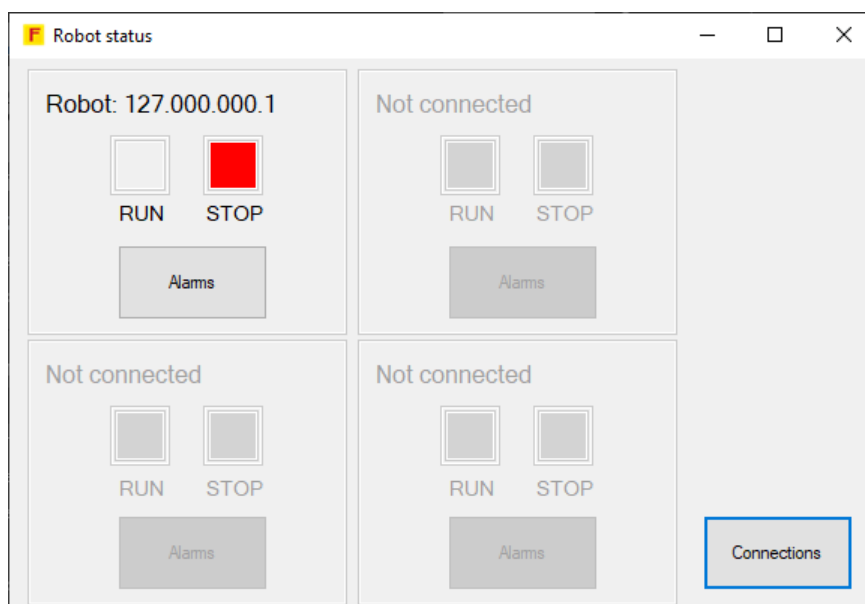 F Robot status
Robot: 127.000.000.1
RUN STOP
Alarms
Not connected
RUN STOP
Alarms
Not connected
RUN STOP
Alarms
Not connected
RUN STOP
Alarms
Connections